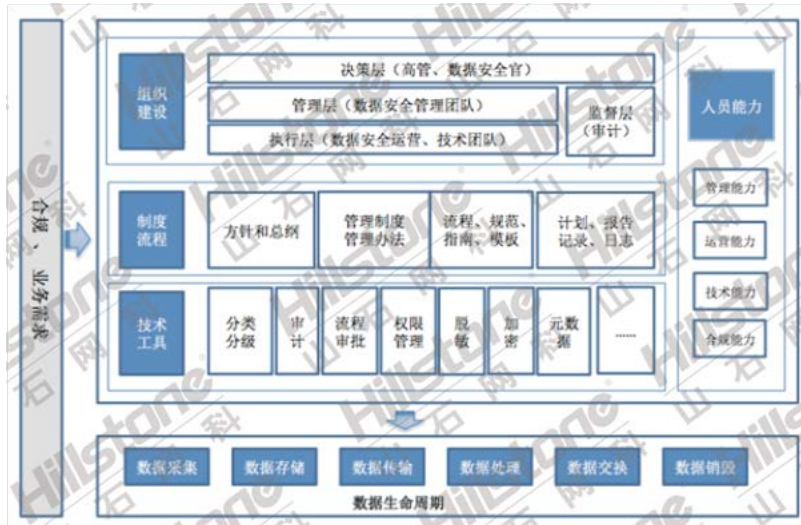 合规、业务需求
组织
建设
决策层（高管、数据安全官）
管理层（数据安全管理团队）
执行层（数据安全运营、技术团队）
监督层
（审计）
人员能力
管理能力
运营能力
技术能力
合规能力
制度
流程
方针和总纲
管理制度
管理办法
流程、规范、
指南、模板
计划、报告
记录、日志
技术
工具
分类
分级
审
计
流程
审批
权限
管理
脱
敏
加
密
元数
据
......
数据采集
数据存储
数据传输
数据处理
数据交换
数据销毁
数据生命周期
Hillstone
山石网科